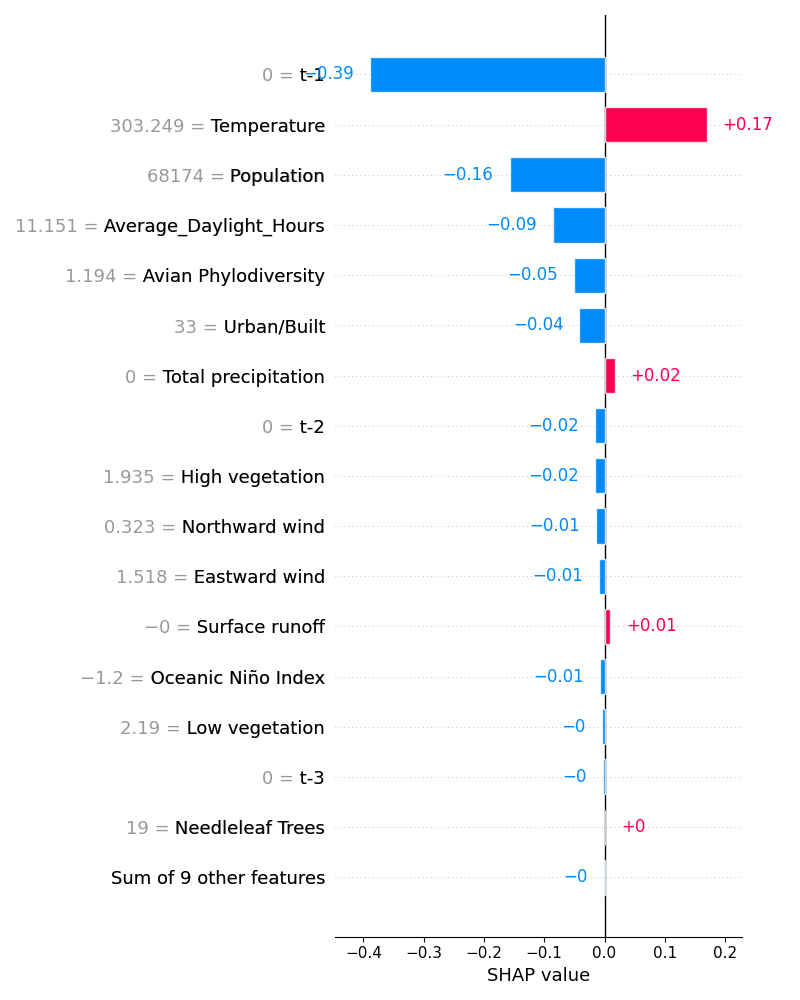 0 = t-1 −0.39
303.249 = Temperature +0.17
68174 = Population −0.16
11.151 = Average_Daylight_Hours −0.09
1.194 = Avian Phylodiversity −0.05
33 = Urban/Built −0.04
0 = Total precipitation +0.02
0 = t-2 −0.02
1.935 = High vegetation −0.02
0.323 = Northward wind −0.01
1.518 = Eastward wind −0.01
−0 = Surface runoff +0.01
−1.2 = Oceanic Niño Index −0.01
2.19 = Low vegetation −0
0 = t-3 −0
19 = Needleleaf Trees +0
Sum of 9 other features −0
−0.4 −0.3 −0.2 −0.1 0.0 0.1 0.2
SHAP value